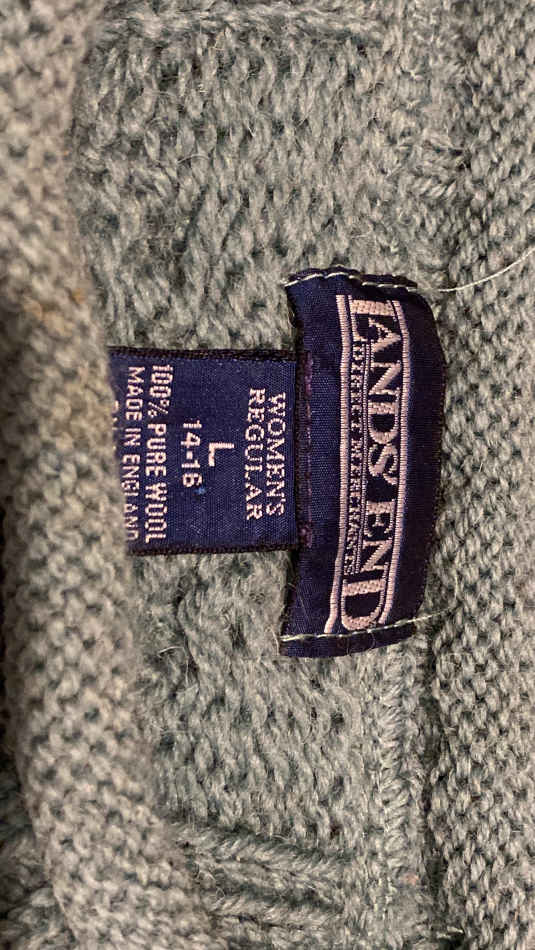 LANDS' END
DIRECT MERCHANTS
WOMEN'S
REGULAR
L
14-16
100% PURE WOOL
MADE IN ENGLAND